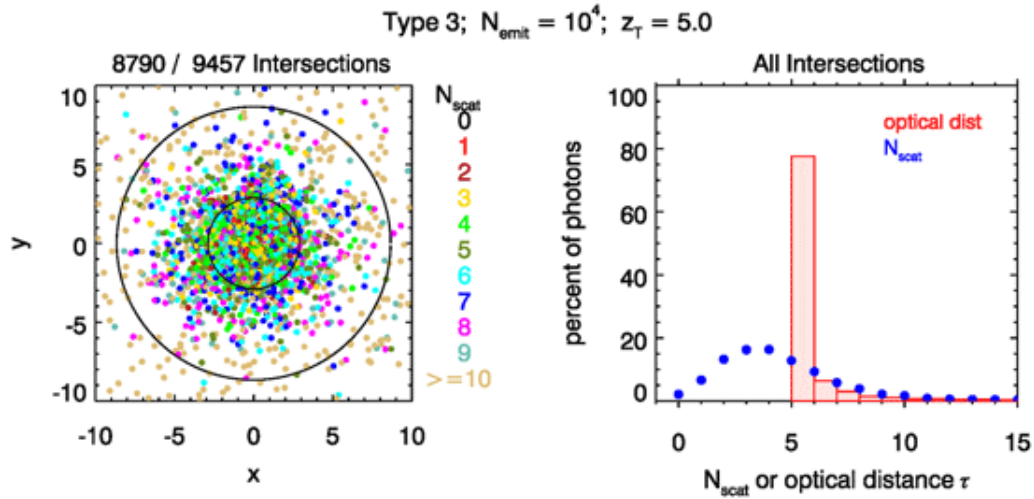 Type 3; N_emit = 10^4; z_T = 5.0
8790 / 9457 Intersections
10
5
0
-5
-10
y
-10 -5 0 5 10
x
N_scat
0
1
2
3
4
5
6
7
8
9
>=10
All Intersections
optical dist
N_scat
100
80
60
40
20
0
percent of photons
0 5 10 15
N_scat or optical distance τ